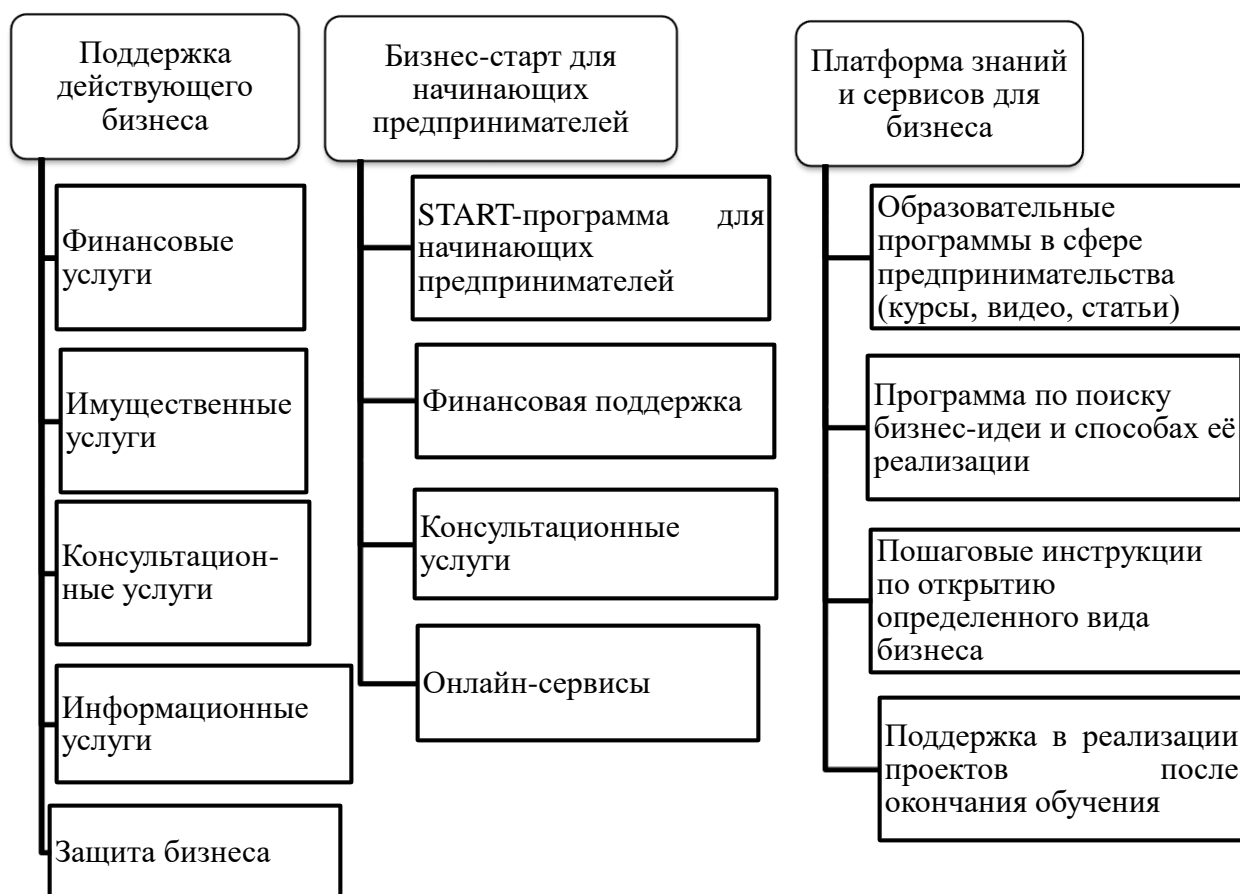 Поддержка
действующего
бизнеса
Финансовые
услуги
Имущественные
услуги
Консультацион-
ные услуги
Информационные
услуги
Защита бизнеса
Бизнес-старт для
начинающих
предпринимателей
START-программа для
начинающих
предпринимателей
Финансовая поддержка
Консультационные
услуги
Онлайн-сервисы
Платформа знаний
и сервисов для
бизнеса
Образовательные
программы в сфере
предпринимательства
(курсы, видео, статьи)
Программа по поиску
бизнес-идеи и способах её
реализации
Пошаговые инструкции
по открытию
определенного вида
бизнеса
Поддержка в реализации
проектов после
окончания обучения